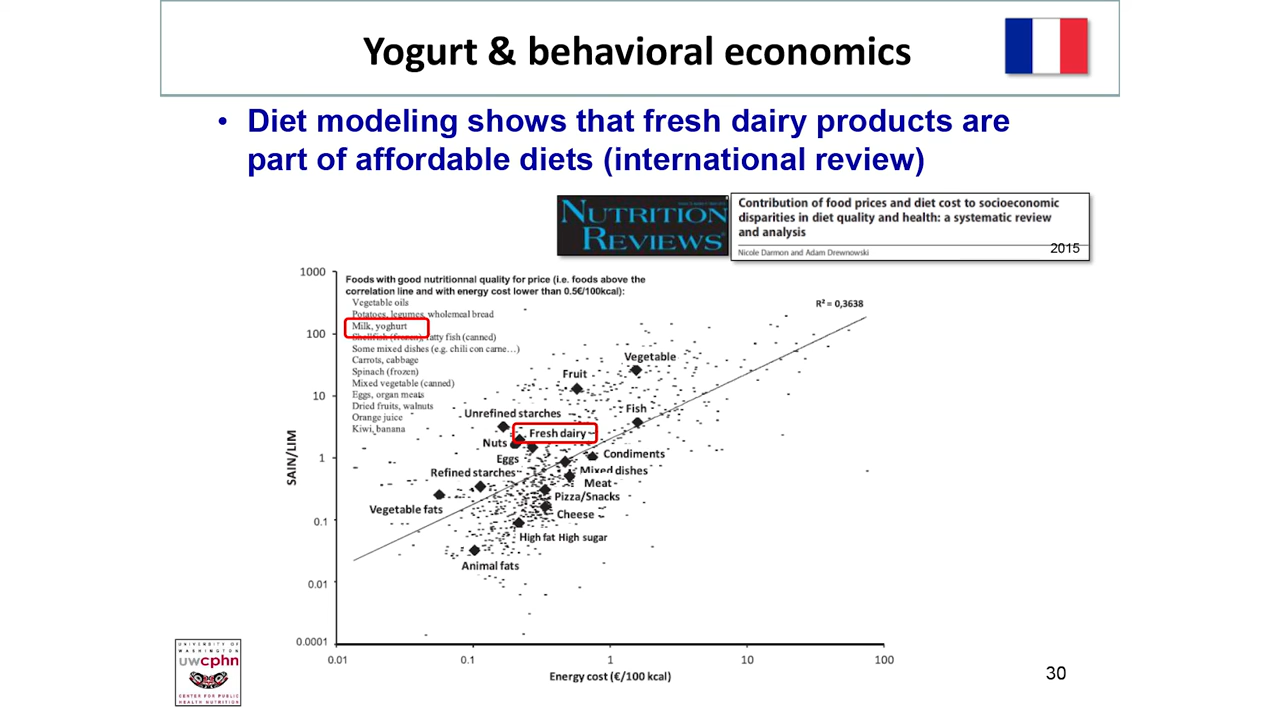 Yogurt & behavioral economics
• Diet modeling shows that fresh dairy products are
part of affordable diets (international review)
NUTRITION
REVIEWS
Contribution of food prices and diet cost to socioeconomic
disparities in diet quality and health: a systematic review
and analysis
Nicole Darmon and Adam Drewnowski
2015
Foods with good nutritionnal quality for price (i.e. foods above the
correlation line and with energy cost lower than 0.5€/100kcal):
Vegetable oils
Potatoes, legumes, wholemeal bread
Milk, yoghurt
Shellfish (frozen), fatty fish (canned)
Some mixed dishes (e.g. chili con carne…)
Carrots, cabbage
Spinach (frozen)
Mixed vegetable (canned)
Eggs, organ meats
Dried fruits, walnuts
Orange juice
Kiwi, banana
R² = 0,3638
Vegetable
Fruit
Fish
Unrefined starches
Fresh dairy
Nuts
Eggs
Condiments
Refined starches
Mixed dishes
Meat
Pizza/Snacks
Vegetable fats
Cheese
High fat High sugar
Animal fats
SAIN/LIM
1000
100
10
1
0.1
0.01
0.0001
0.01
0.1
1
10
100
Energy cost (€/100 kcal)
UNIVERSITY OF
WASHINGTON
uwcphn
CENTER FOR PUBLIC
HEALTH NUTRITION
30